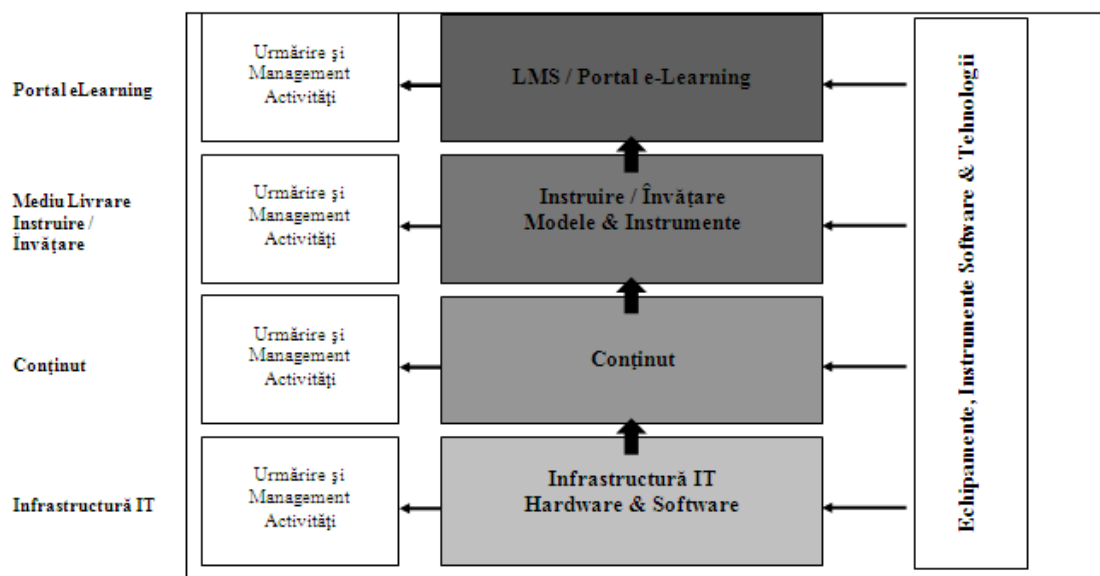 Portal eLearning
Urmărire şi
Management
Activităţi
LMS / Portal e-Learning
Mediu Livrare
Instruire /
Învăţare
Urmărire şi
Management
Activităţi
Instruire / Învăţare
Modele & Instrumente
Conţinut
Urmărire şi
Management
Activităţi
Conţinut
Infrastructură IT
Urmărire şi
Management
Activităţi
Infrastructură IT
Hardware & Software
Echipamente, Instrumente Software & Tehnologii